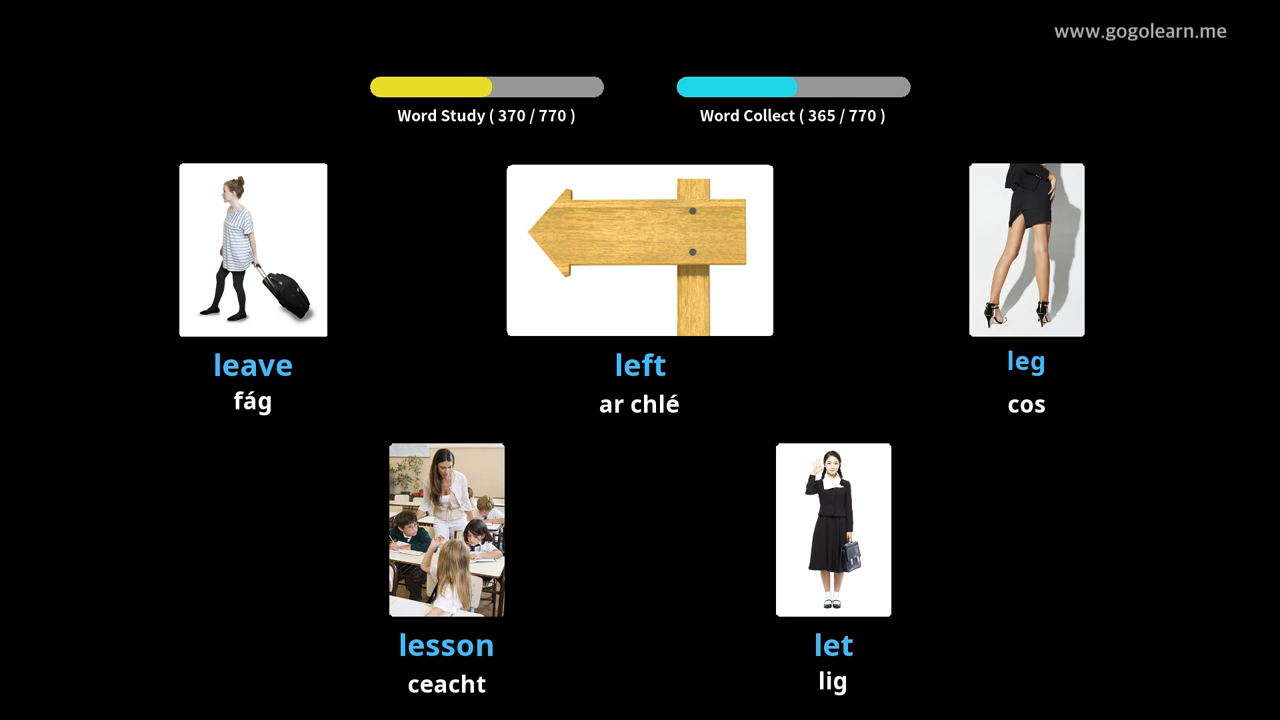 www.gogolearn.me
Word Study ( 370 / 770 )
Word Collect ( 365 / 770 )
leave
fág
left
ar chlé
leg
cos
lesson
ceacht
let
lig